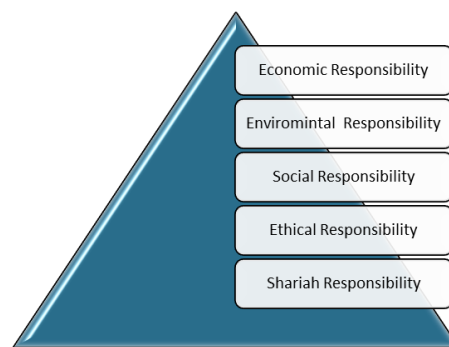 Economic Responsibility
Enviromintal Responsibility
Social Responsibility
Ethical Responsibility
Shariah Responsibility